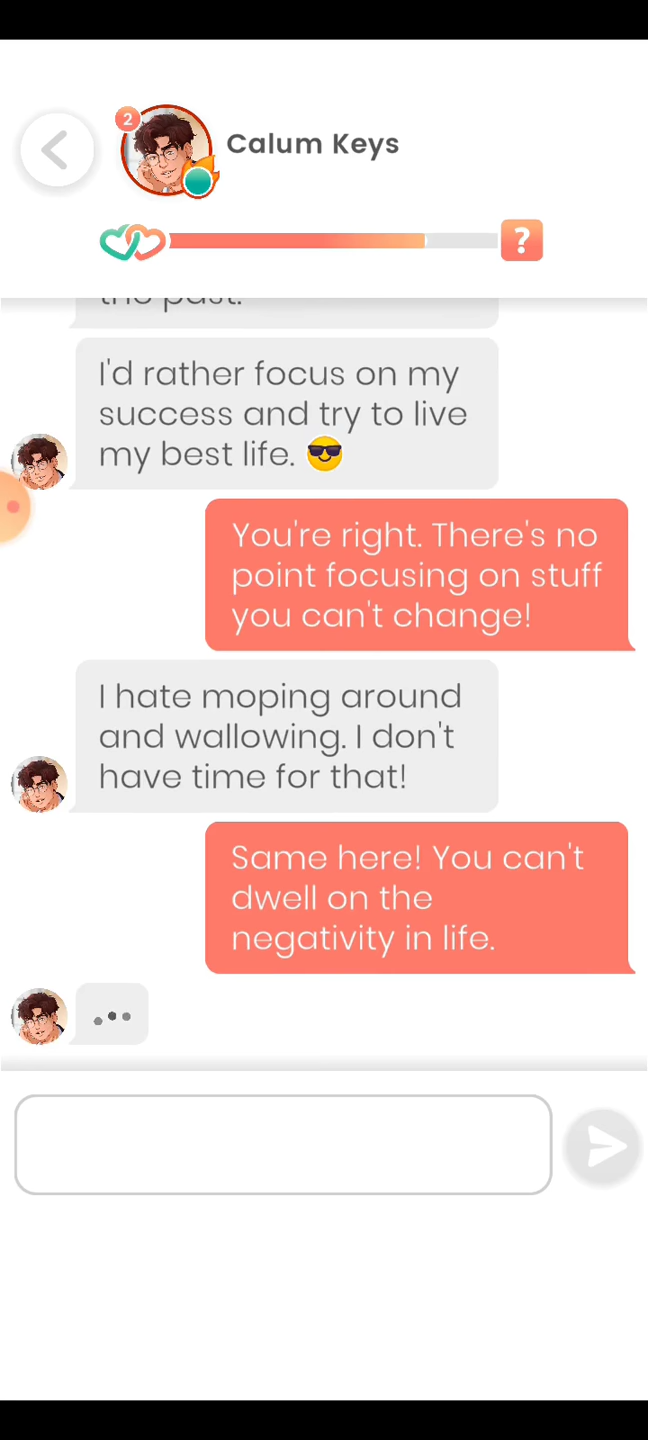 2
Calum Keys
?
the past.
I'd rather focus on my
success and try to live
my best life. 😎
You're right. There's no
point focusing on stuff
you can't change!
I hate moping around
and wallowing. I don't
have time for that!
Same here! You can't
dwell on the
negativity in life.